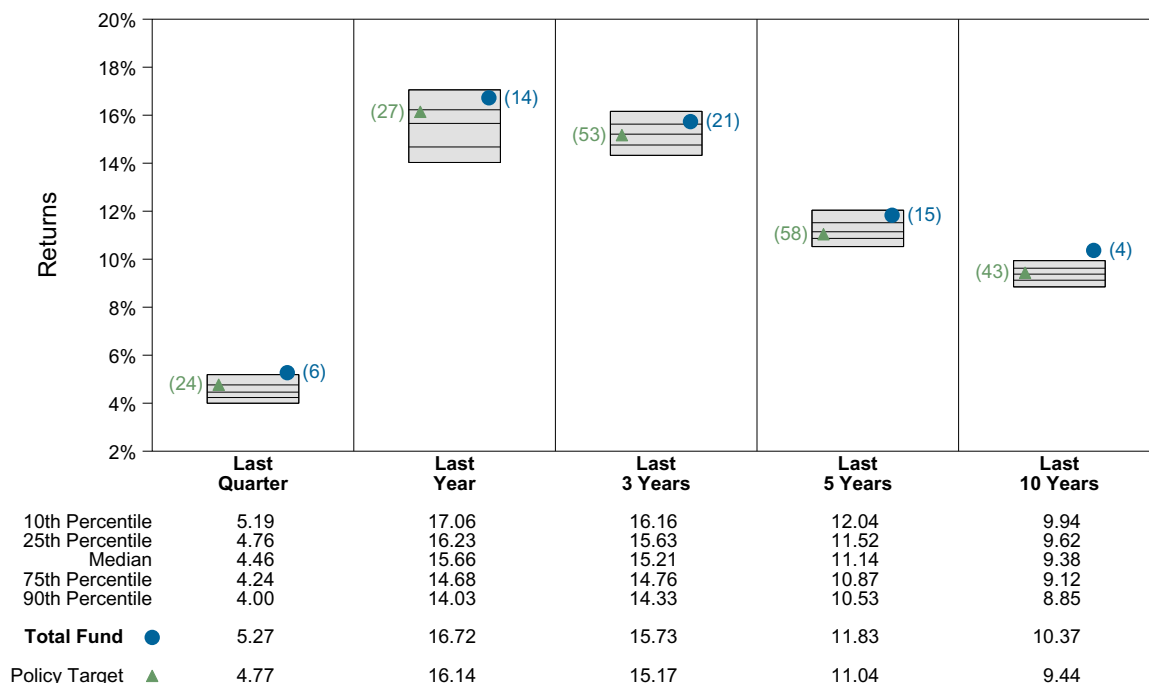 20%
18%
16%
14%
12%
10%
8%
6%
4%
2%
Returns
(24) (6)
(27) (14)
(53) (21)
(58) (15)
(43) (4)
Last Quarter
Last Year
Last 3 Years
Last 5 Years
Last 10 Years
10th Percentile 5.19 17.06 16.16 12.04 9.94
25th Percentile 4.76 16.23 15.63 11.52 9.62
Median 4.46 15.66 15.21 11.14 9.38
75th Percentile 4.24 14.68 14.76 10.87 9.12
90th Percentile 4.00 14.03 14.33 10.53 8.85
Total Fund 5.27 16.72 15.73 11.83 10.37
Policy Target 4.77 16.14 15.17 11.04 9.44